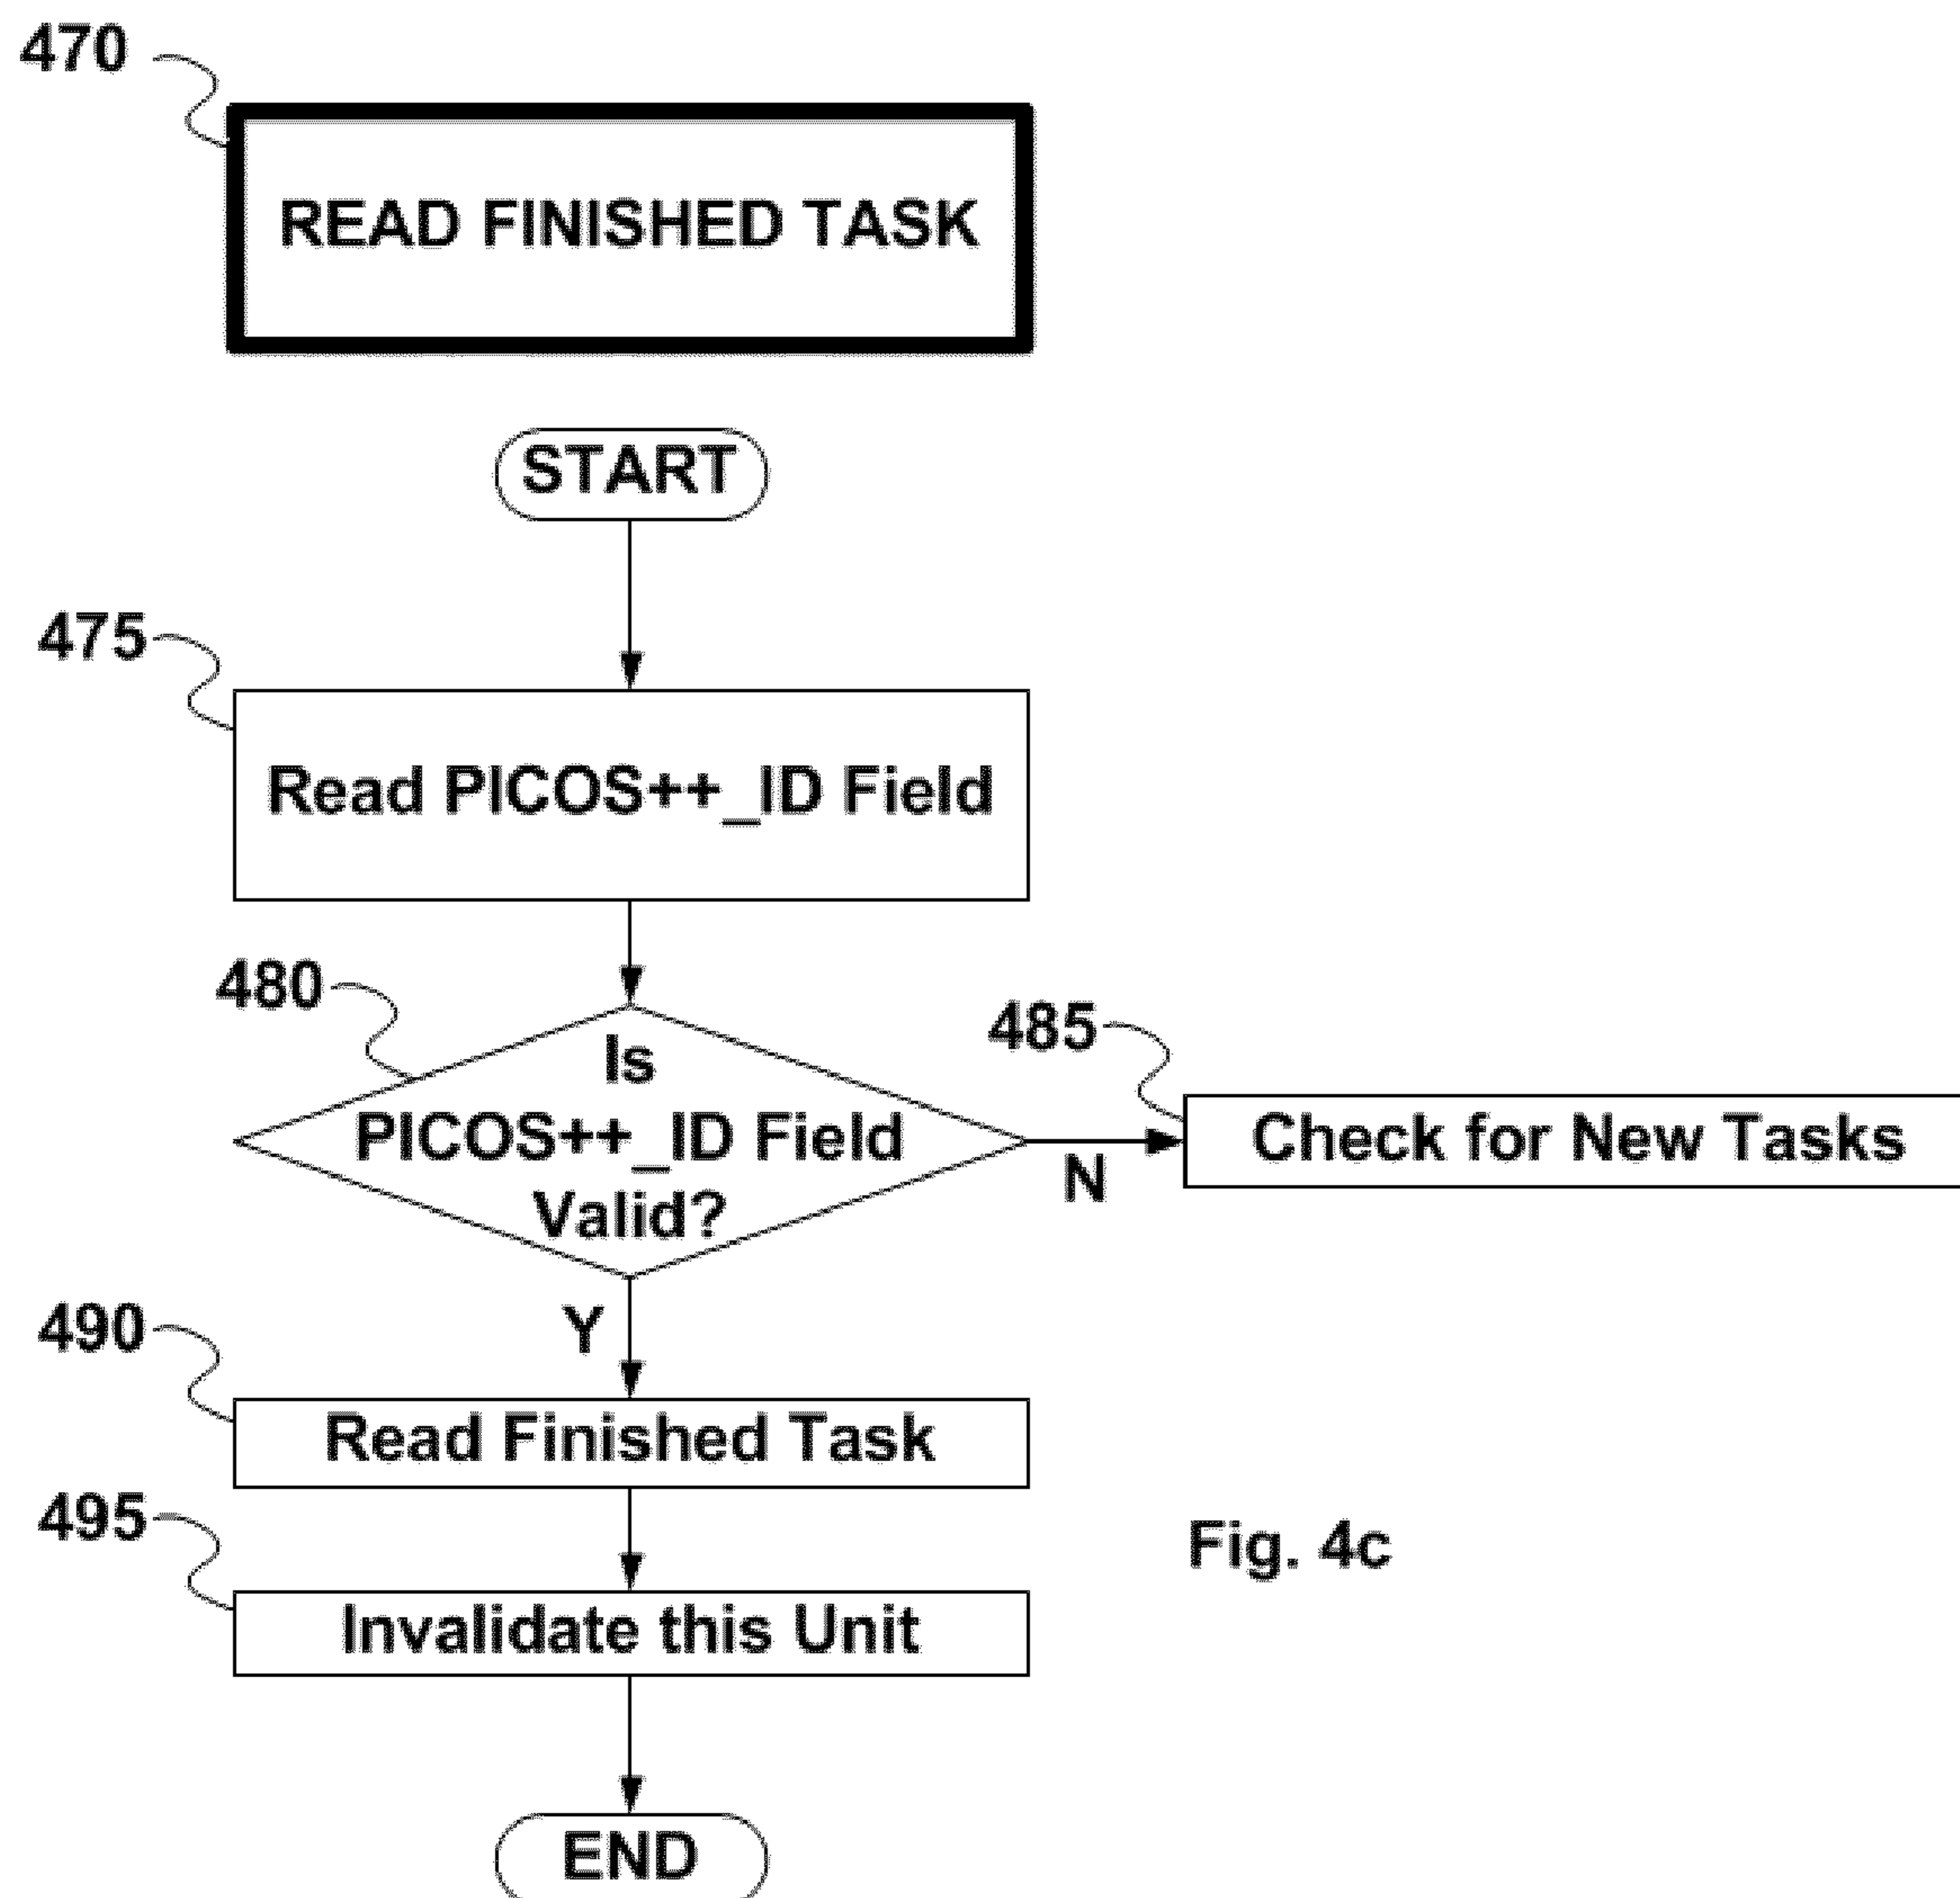 470
READ FINISHED TASK
START
475
Read PICOS++_ID Field
480
Is
PICOS++_ID Field
Valid?
485
Check for New Tasks
N
Y
490
Read Finished Task
495
Invalidate this Unit
Fig. 4c
END